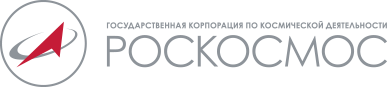 ГОСУДАРСТВЕННАЯ КОРПОРАЦИЯ ПО КОСМИЧЕСКОЙ ДЕЯТЕЛЬНОСТИ
РОСКОСМОС